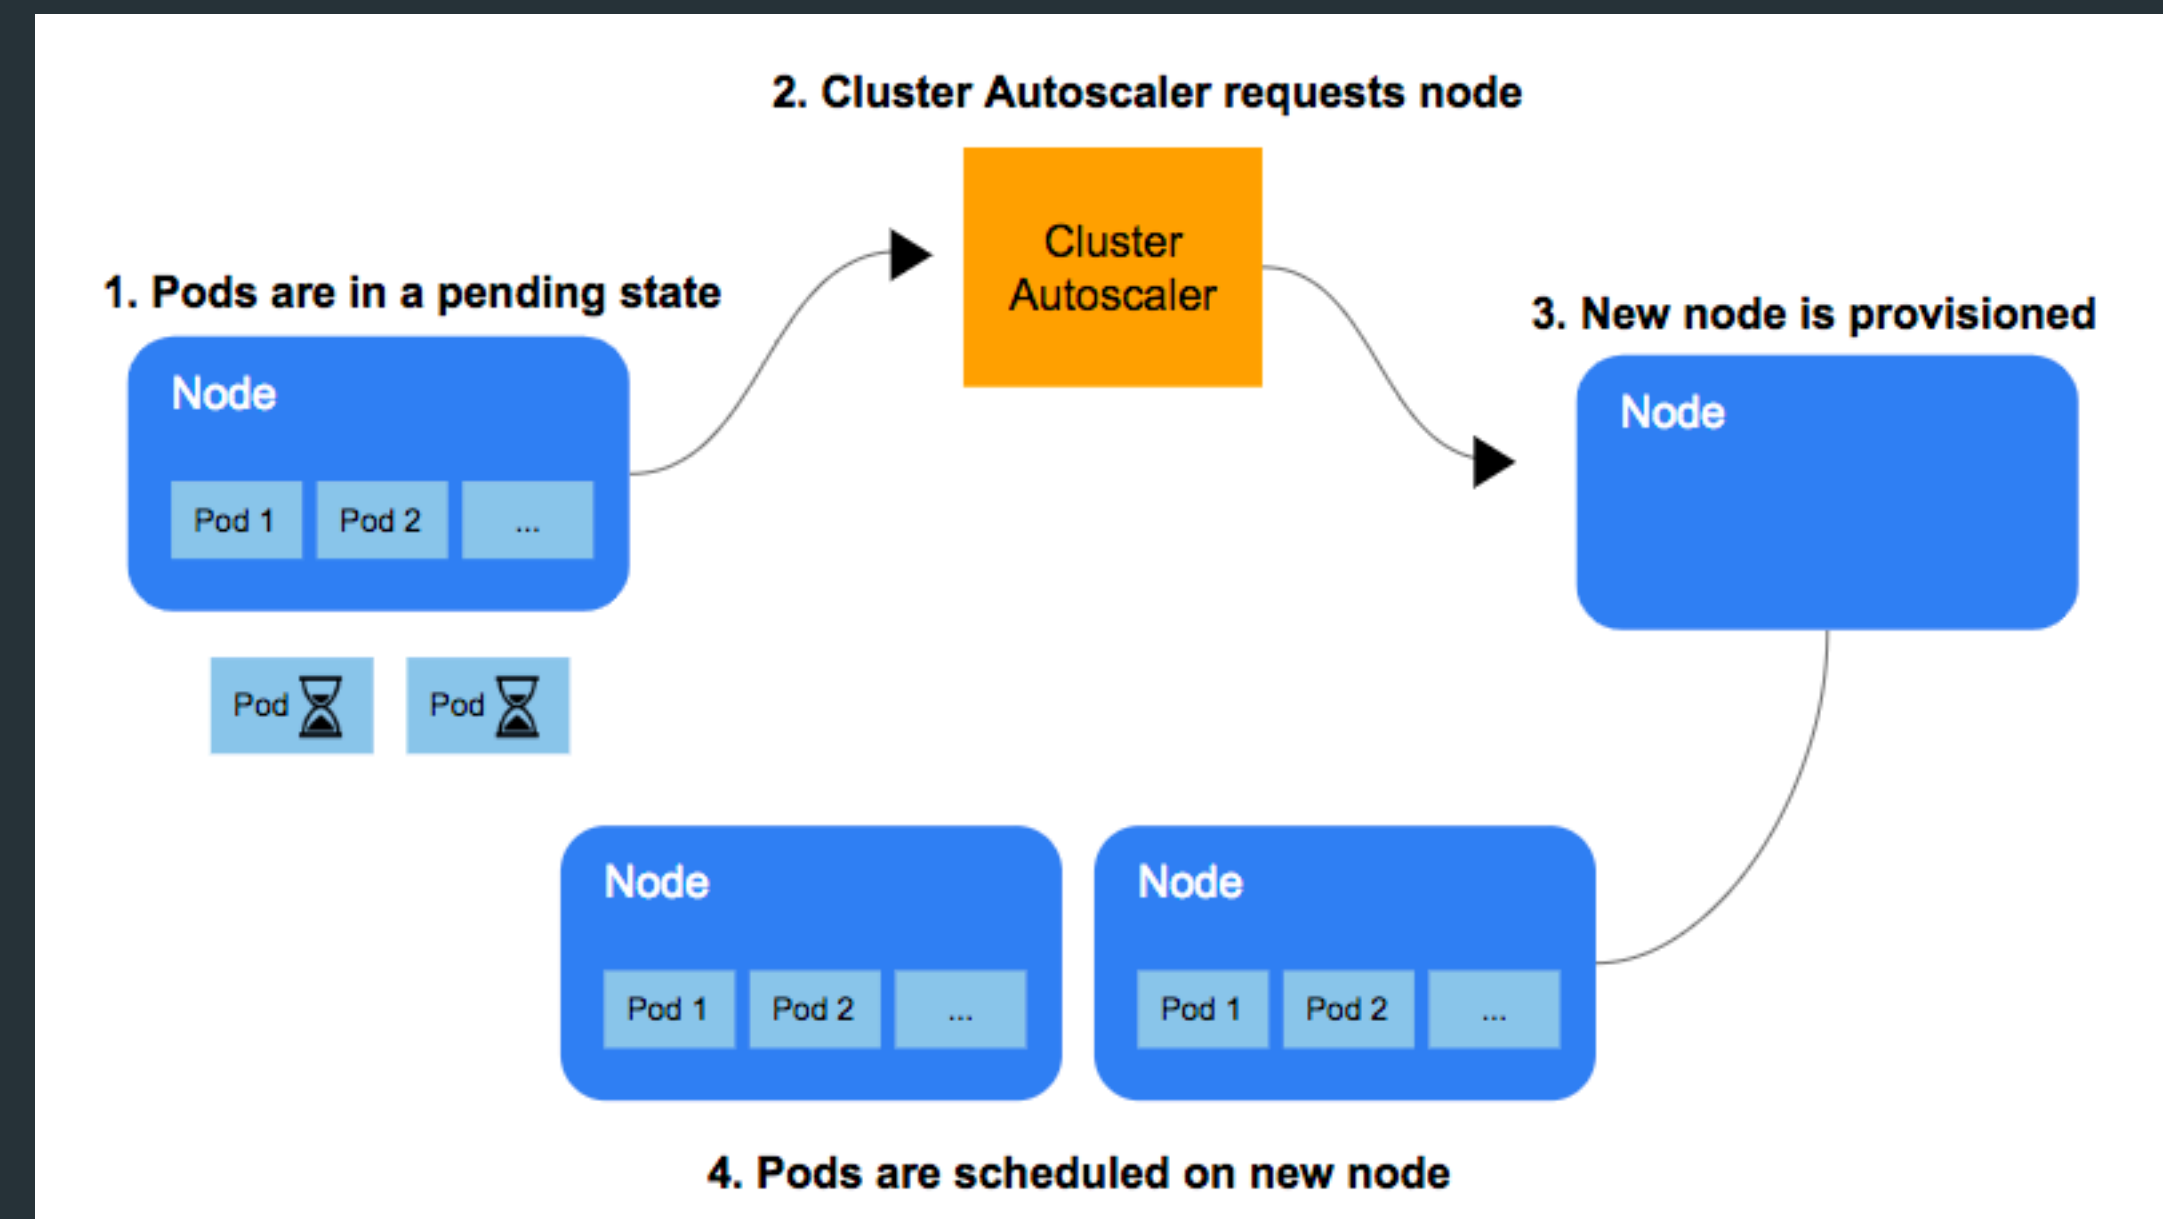 2. Cluster Autoscaler requests node
Cluster
Autoscaler
1. Pods are in a pending state
Node
Pod 1
Pod 2
...
Pod
Pod
3. New node is provisioned
Node
Node
Pod 1
Pod 2
...
Node
Pod 1
Pod 2
...
4. Pods are scheduled on new node